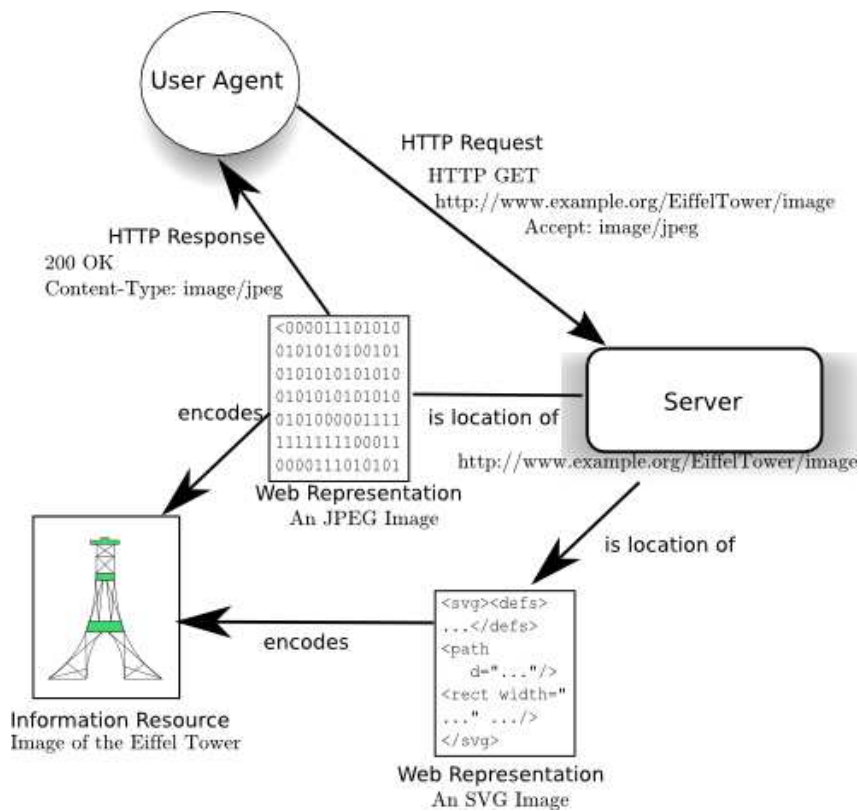 User Agent
HTTP Request
HTTP GET
http://www.example.org/EiffelTower/image
Accept: image/jpeg
HTTP Response
200 OK
Content-Type: image/jpeg
<000011101010
0101010100101
0101010101010
0101010101010
0101000001111
1111111100011
0000111010101
encodes
is location of
Server
http://www.example.org/EiffelTower/image
Web Representation
An JPEG Image
is location of
<svg><defs>
...</defs>
<path
d="..."/>
<rect width="
..." .../>
</svg>
encodes
Information Resource
Image of the Eiffel Tower
Web Representation
An SVG Image